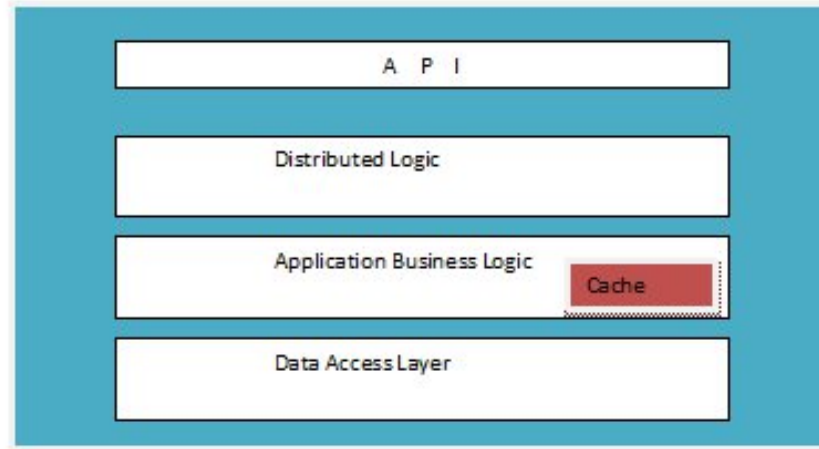 A P I
Distributed Logic
Application Business Logic
Cache
Data Access Layer